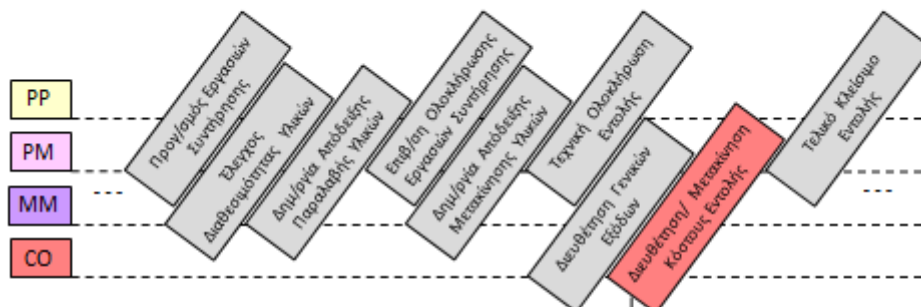 PP
PM
MM
CO
Προγ/σμός Εργασιών
Συντήρησης
Έλεγχος
Διαθεσιμότητας Υλικών
Δημ/ργία Απόδειξης
Παραλαβής Υλικών
Επιβ/ση Ολοκλήρωσης
Εργασιών Συντήρησης
Δημ/ργία Απόδειξης
Μετακίνησης Υλικών
Τεχνική Ολοκλήρωση
Εντολής
Διευθέτηση Γενικών
Εξόδων
Διευθέτηση/ Μετακίνηση
Κόστους Εντολής
Τελικό Κλείσιμο
Εντολής